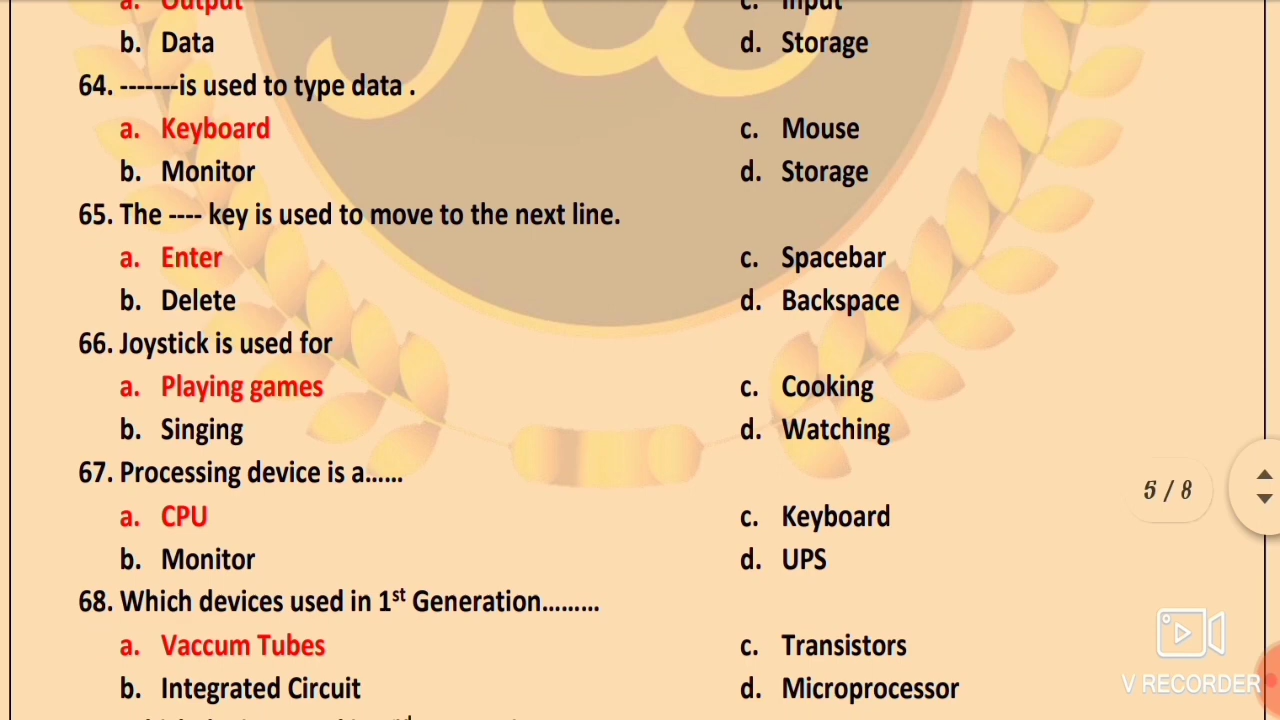 a. Output c. Input
b. Data d. Storage
64. -------is used to type data .
a. Keyboard c. Mouse
b. Monitor d. Storage
65. The ---- key is used to move to the next line.
a. Enter c. Spacebar
b. Delete d. Backspace
66. Joystick is used for
a. Playing games c. Cooking
b. Singing d. Watching
67. Processing device is a......
a. CPU c. Keyboard
b. Monitor d. UPS
5 / 8
68. Which devices used in 1st Generation.........
a. Vaccum Tubes c. Transistors
b. Integrated Circuit d. Microprocessor
V RECORDER